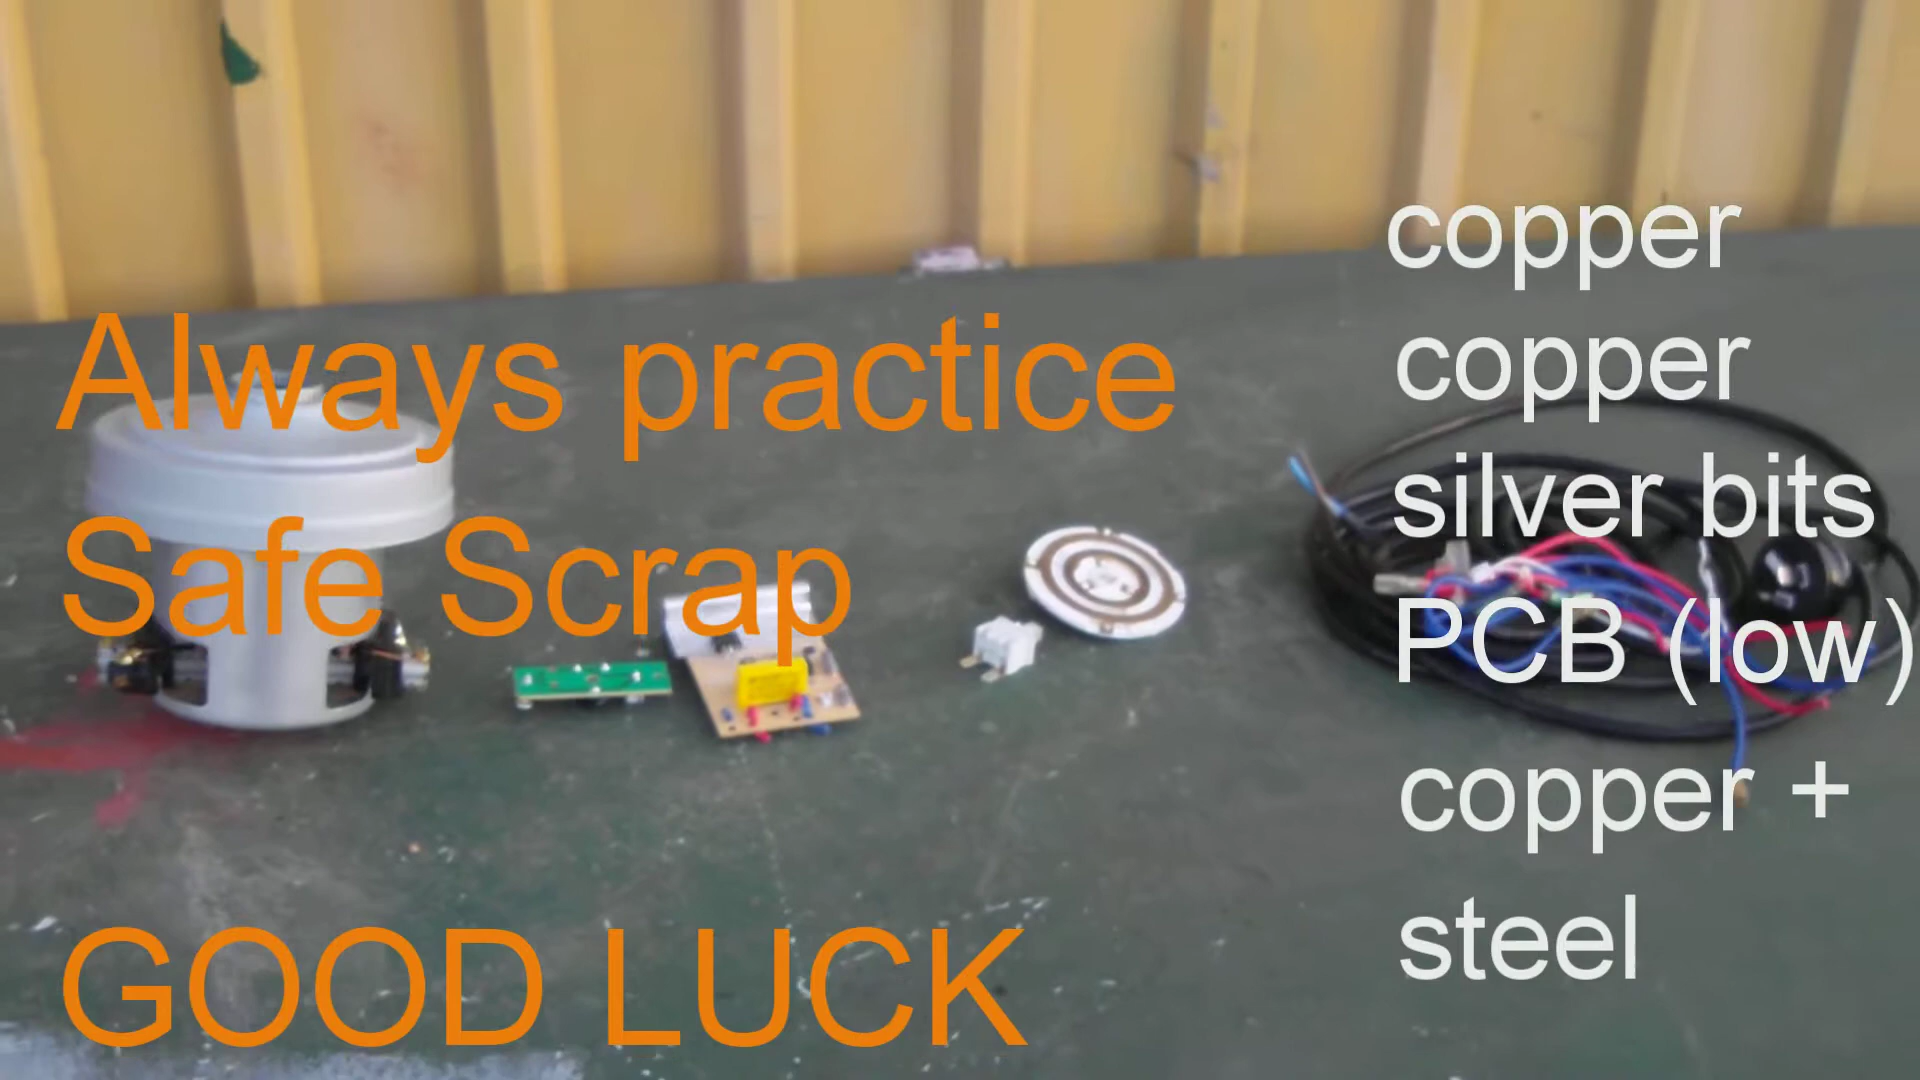 Always practice
Safe Scrap
GOOD LUCK
copper
copper
silver bits
PCB (low)
copper +
steel